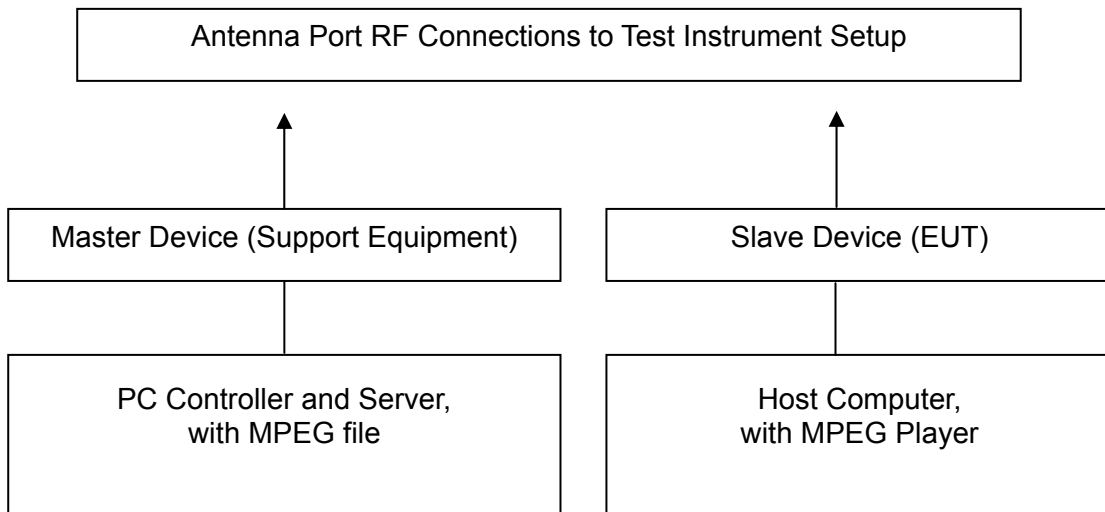 Antenna Port RF Connections to Test Instrument Setup
Master Device (Support Equipment)
Slave Device (EUT)
PC Controller and Server,
with MPEG file
Host Computer,
with MPEG Player